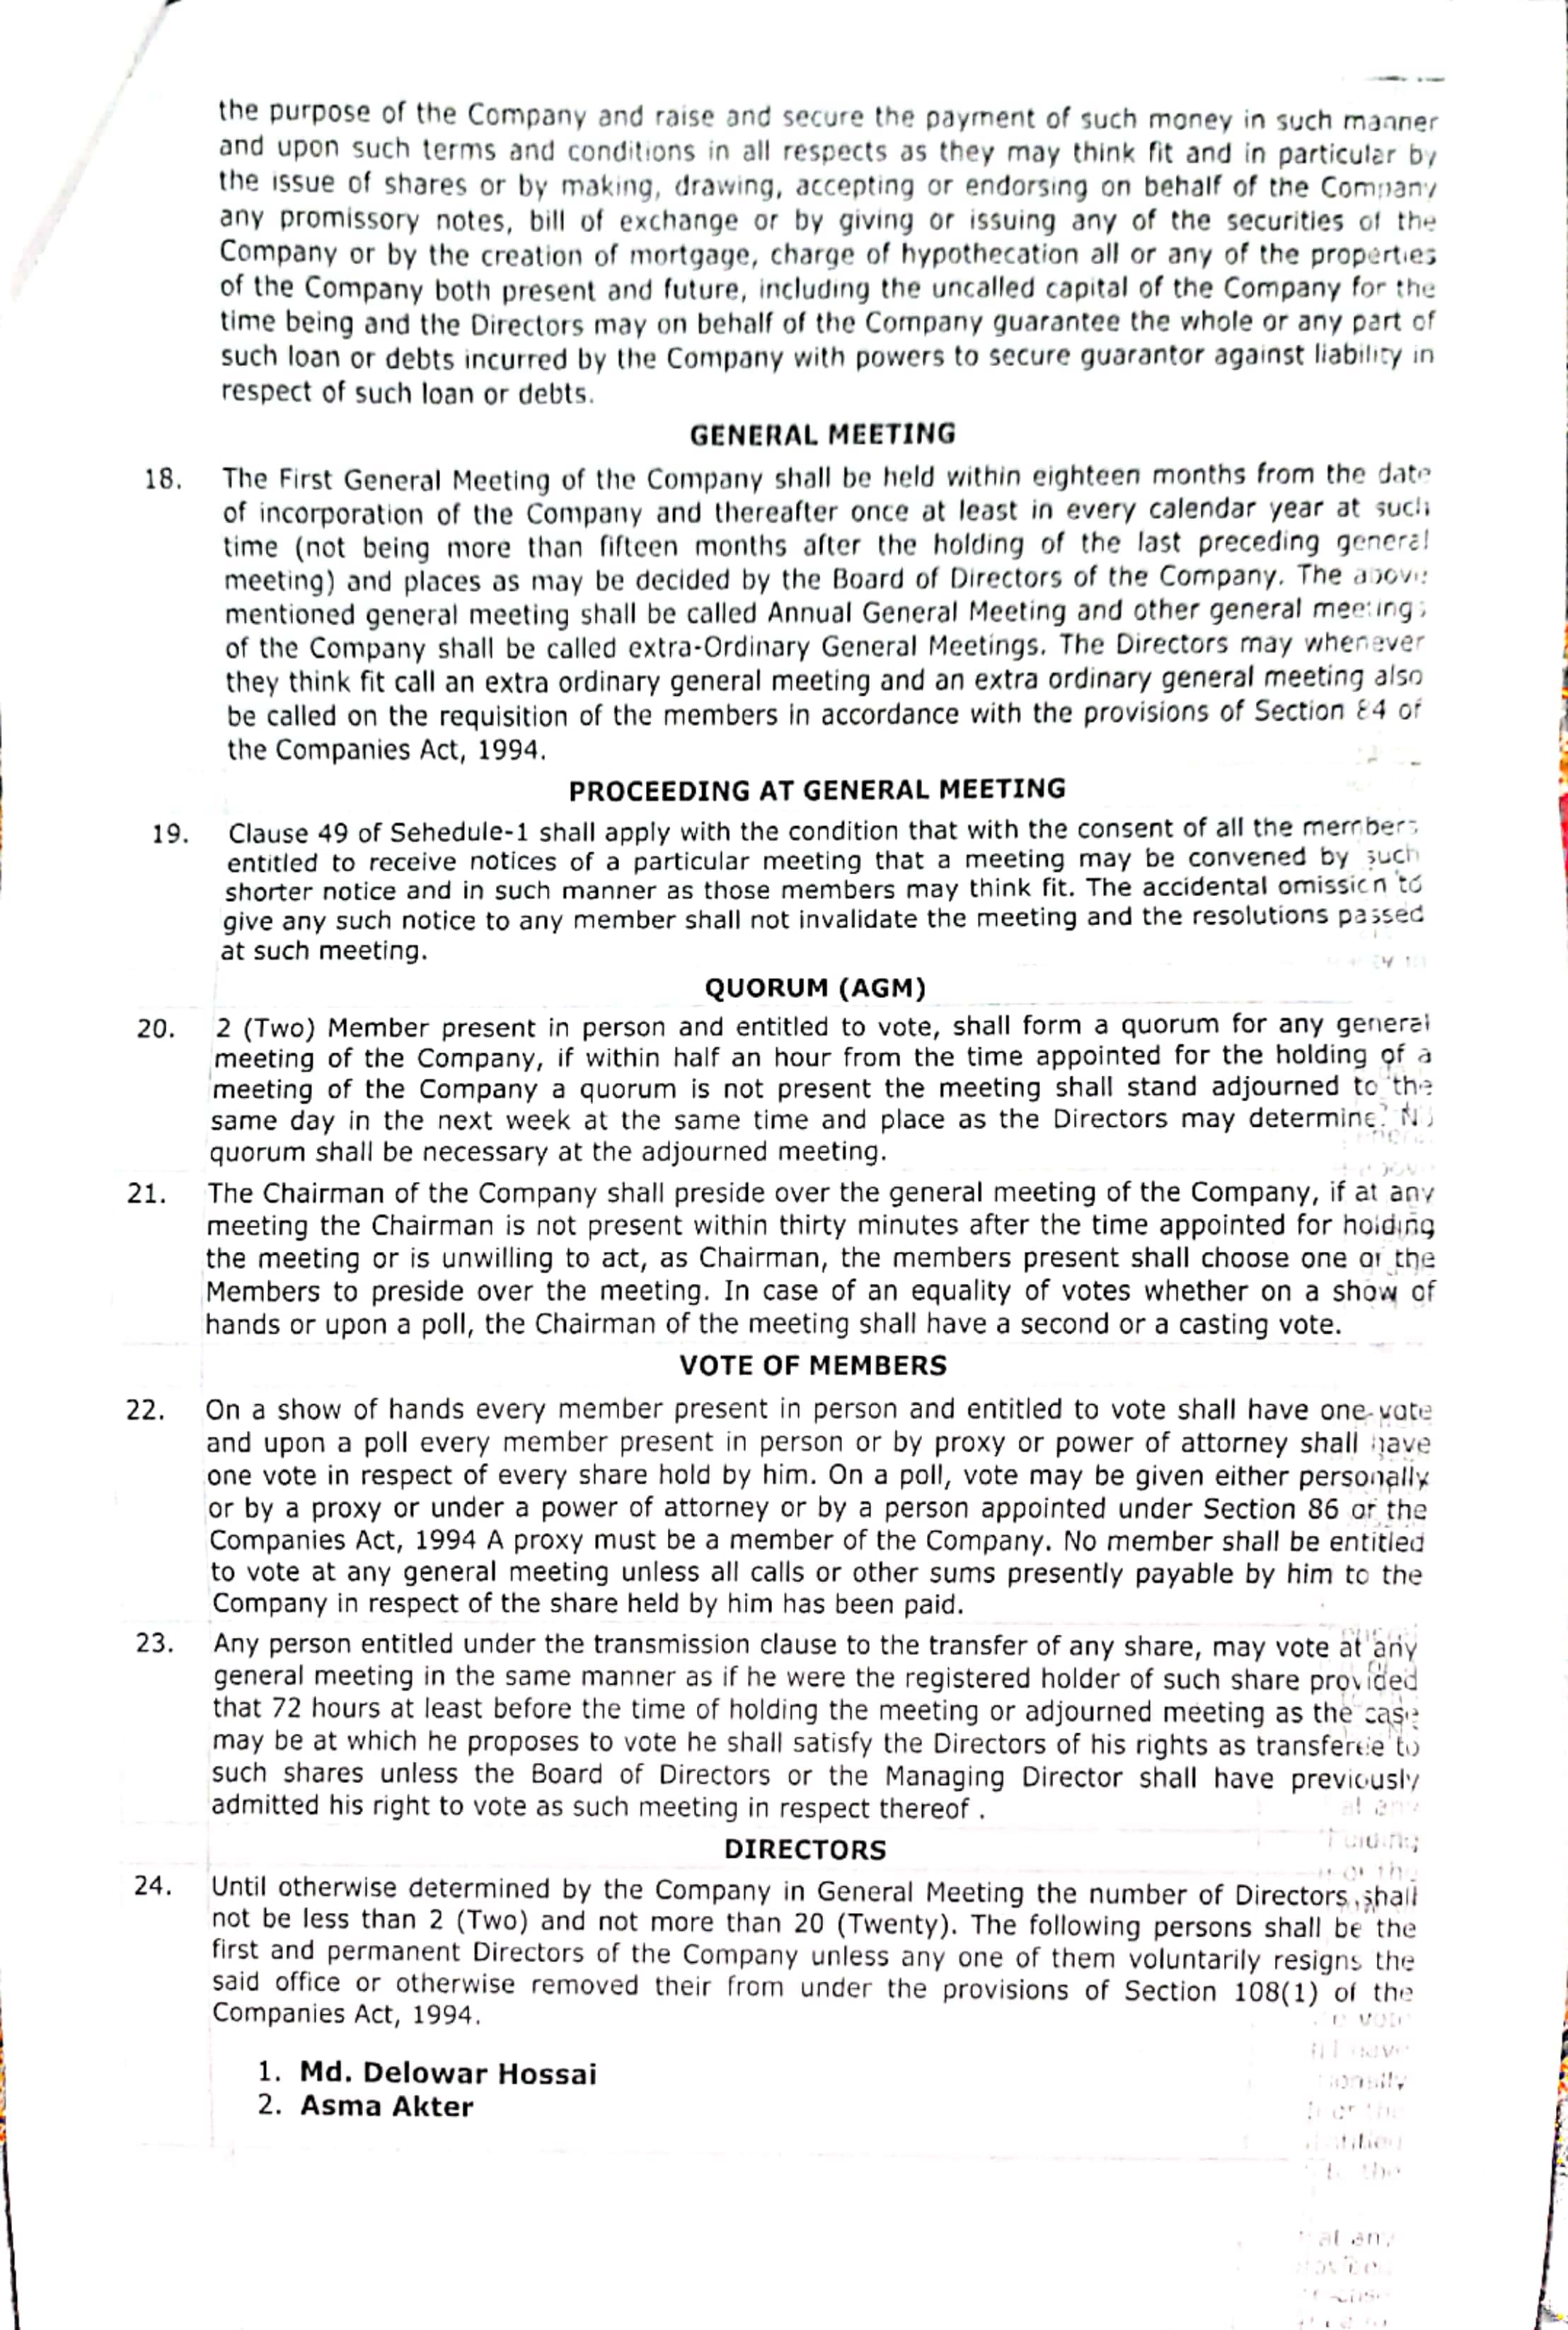 the purpose of the Company and raise and secure the payment of such money in such manner
and upon such terms and conditions in all respects as they may think fit and in particular by
the issue of shares or by making, drawing, accepting or endorsing on behalf of the Company
any promissory notes, bill of exchange or by giving or issuing any of the securities of the
Company or by the creation of mortgage, charge of hypothecation all or any of the properties
of the Company both present and future, including the uncalled capital of the Company for the
time being and the Directors may on behalf of the Company guarantee the whole or any part of
such loan or debts incurred by the Company with powers to secure guarantor against liability in
respect of such loan or debts.
GENERAL MEETING
18. The First General Meeting of the Company shall be held within eighteen months from the date
of incorporation of the Company and thereafter once at least in every calendar year at such
time (not being more than fifteen months after the holding of the last preceding general
meeting) and places as may be decided by the Board of Directors of the Company. The above
mentioned general meeting shall be called Annual General Meeting and other general meetings
of the Company shall be called extra-Ordinary General Meetings. The Directors may whenever
they think fit call an extra ordinary general meeting and an extra ordinary general meeting also
be called on the requisition of the members in accordance with the provisions of Section 84 of
the Companies Act, 1994.
PROCEEDING AT GENERAL MEETING
19. Clause 49 of Sehedule-1 shall apply with the condition that with the consent of all the members
entitled to receive notices of a particular meeting that a meeting may be convened by such
shorter notice and in such manner as those members may think fit. The accidental omission to
give any such notice to any member shall not invalidate the meeting and the resolutions passed
at such meeting.
QUORUM (AGM)
20. 2 (Two) Member present in person and entitled to vote, shall form a quorum for any general
meeting of the Company, if within half an hour from the time appointed for the holding of a
meeting of the Company a quorum is not present the meeting shall stand adjourned to the
same day in the next week at the same time and place as the Directors may determine. No
quorum shall be necessary at the adjourned meeting.
21. The Chairman of the Company shall preside over the general meeting of the Company, if at any
meeting the Chairman is not present within thirty minutes after the time appointed for holding
the meeting or is unwilling to act, as Chairman, the members present shall choose one of the
Members to preside over the meeting. In case of an equality of votes whether on a show of
hands or upon a poll, the Chairman of the meeting shall have a second or a casting vote.
VOTE OF MEMBERS
22. On a show of hands every member present in person and entitled to vote shall have one vote
and upon a poll every member present in person or by proxy or power of attorney shall have
one vote in respect of every share hold by him. On a poll, vote may be given either personally
or by a proxy or under a power of attorney or by a person appointed under Section 86 of the
Companies Act, 1994 A proxy must be a member of the Company. No member shall be entitled
to vote at any general meeting unless all calls or other sums presently payable by him to the
Company in respect of the share held by him has been paid.
23. Any person entitled under the transmission clause to the transfer of any share, may vote at any
general meeting in the same manner as if he were the registered holder of such share provided
that 72 hours at least before the time of holding the meeting or adjourned meeting as the case
may be at which he proposes to vote he shall satisfy the Directors of his rights as transferee to
such shares unless the Board of Directors or the Managing Director shall have previously
admitted his right to vote as such meeting in respect thereof .
DIRECTORS
24. Until otherwise determined by the Company in General Meeting the number of Directors shall
not be less than 2 (Two) and not more than 20 (Twenty). The following persons shall be the
first and permanent Directors of the Company unless any one of them voluntarily resigns the
said office or otherwise removed their from under the provisions of Section 108(1) of the
Companies Act, 1994.
1. Md. Delowar Hossai
2. Asma Akter